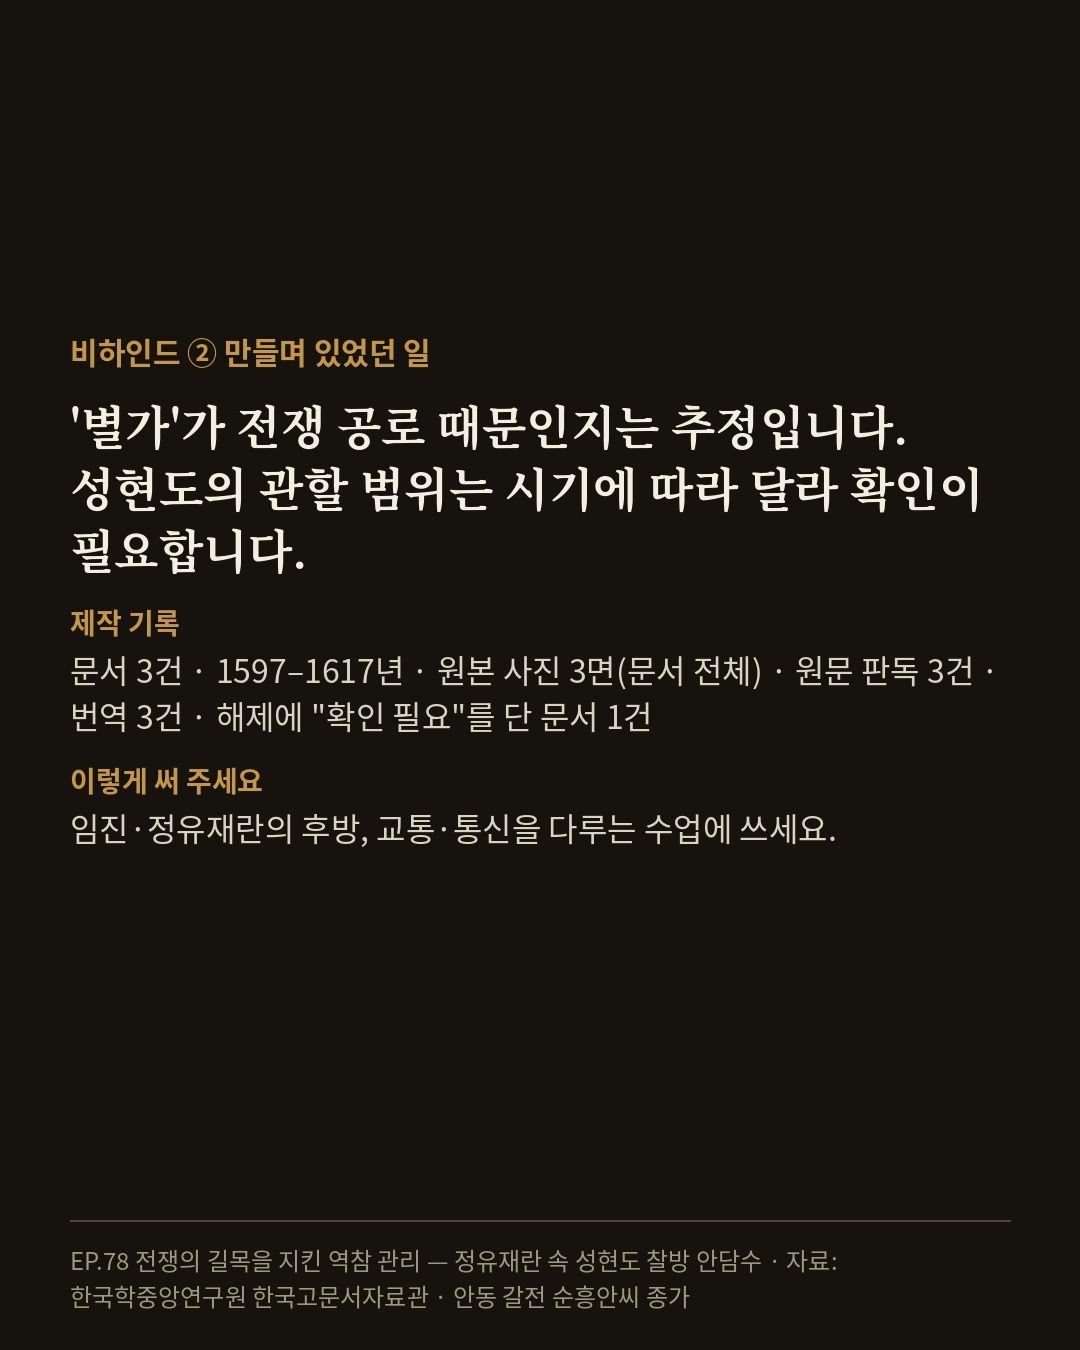 비하인드 ② 만들며 있었던 일
'별가'가 전쟁 공로 때문인지는 추정입니다.
성현도의 관할 범위는 시기에 따라 달라 확인이
필요합니다.
제작 기록
문서 3건 · 1597–1617년 · 원본 사진 3면(문서 전체) · 원문 판독 3건 ·
번역 3건 · 해제에 "확인 필요"를 단 문서 1건
이렇게 써 주세요
임진·정유재란의 후방, 교통·통신을 다루는 수업에 쓰세요.
EP.78 전쟁의 길목을 지킨 역참 관리 — 정유재란 속 성현도 찰방 안담수 · 자료:
한국학중앙연구원 한국고문서자료관 · 안동 갈전 순흥안씨 종가